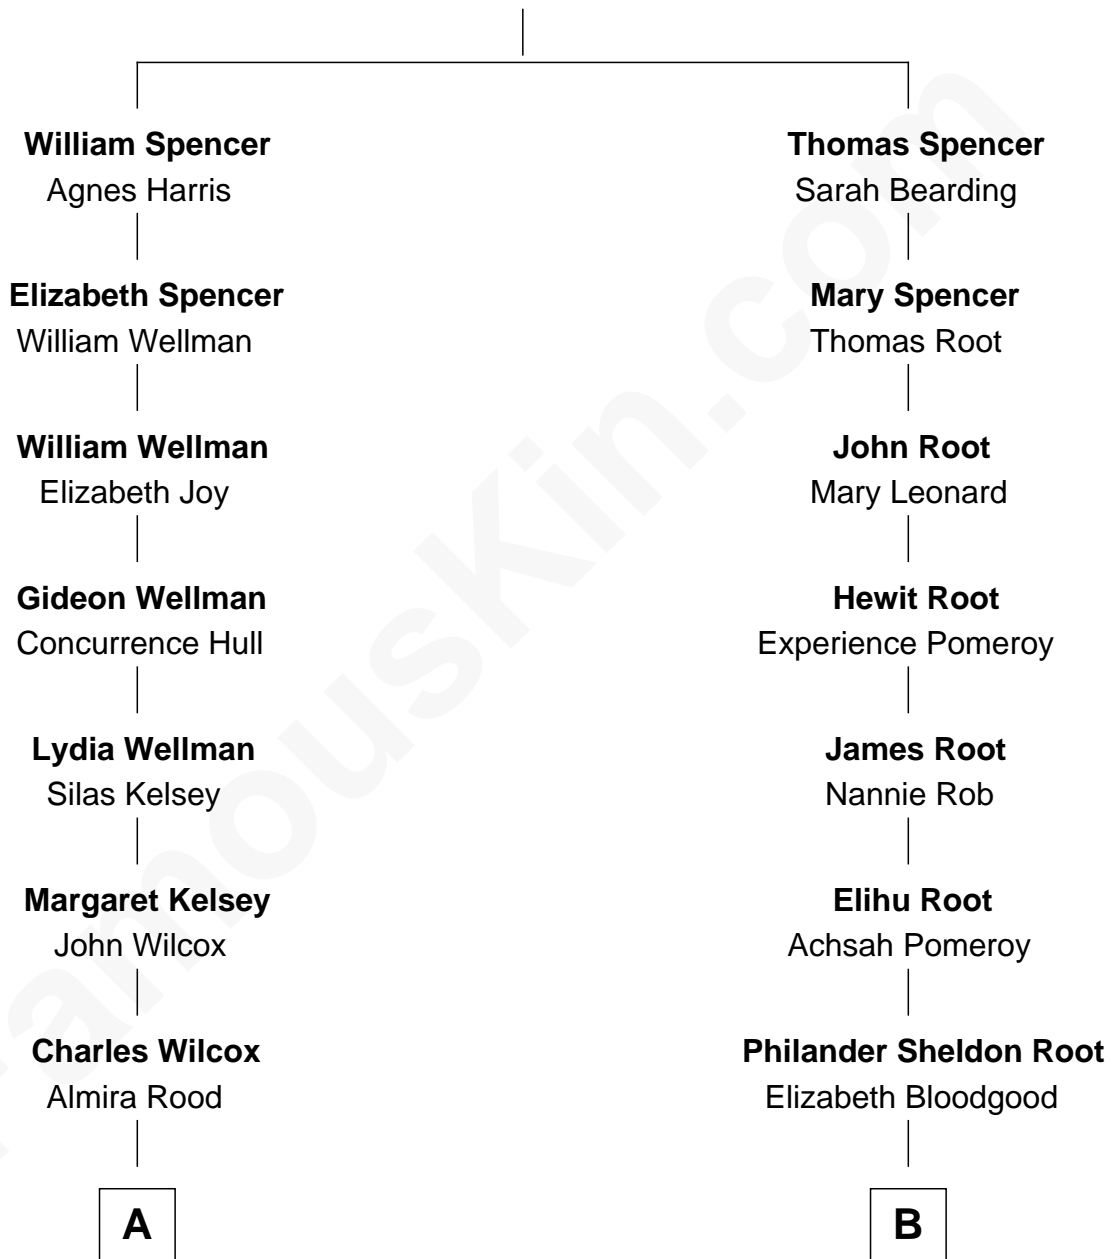 William Spencer
Agnes Harris
Elizabeth Spencer
William Wellman
William Wellman
Elizabeth Joy
Gideon Wellman
Concurrence Hull
Lydia Wellman
Silas Kelsey
Margaret Kelsey
John Wilcox
Charles Wilcox
Almira Rood
A
Thomas Spencer
Sarah Bearding
Mary Spencer
Thomas Root
John Root
Mary Leonard
Hewit Root
Experience Pomeroy
James Root
Nannie Rob
Elihu Root
Achsah Pomeroy
Philander Sheldon Root
Elizabeth Bloodgood
B
FamousKin.com